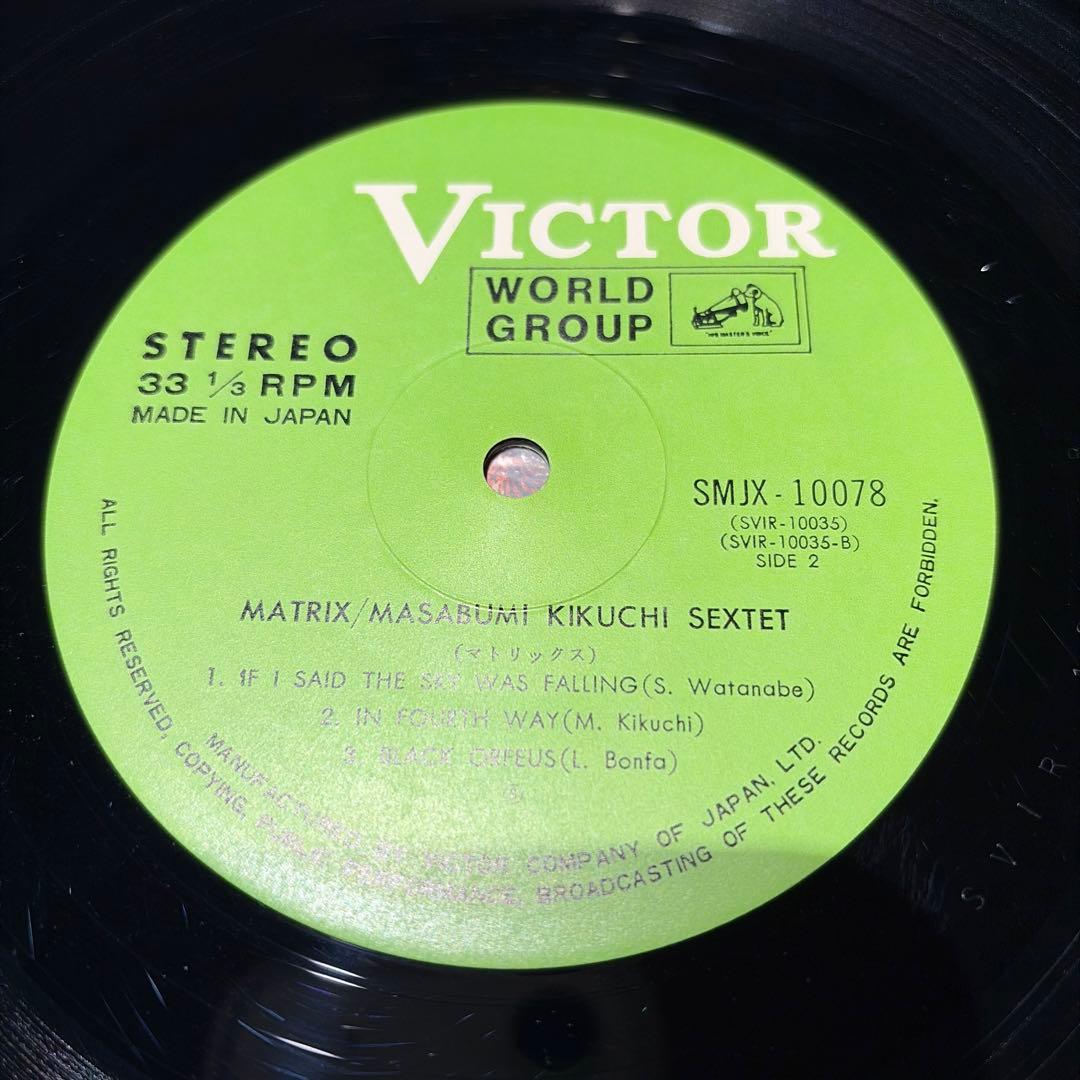 VICTOR
WORLD
GROUP
"HIS MASTER'S VOICE"
STEREO
33 1/3 RPM
MADE IN JAPAN
SMJX-10078
(SVIR-10035)
(SVIR-10035-B)
SIDE 2
MATRIX/MASABUMI KIKUCHI SEXTET
(マトリックス)
1. IF I SAID THE SKY WAS FALLING(S. Watanabe)
2. IN FOURTH WAY(M. Kikuchi)
3. BLACK ORFEUS(L. Bonfa)
MANUFACTURED BY VICTOR COMPANY OF JAPAN, LTD.
ALL RIGHTS RESERVED, COPYING, PUBLIC PERFORMANCE, BROADCASTING OF THESE RECORDS ARE FORBIDDEN.
S V I R